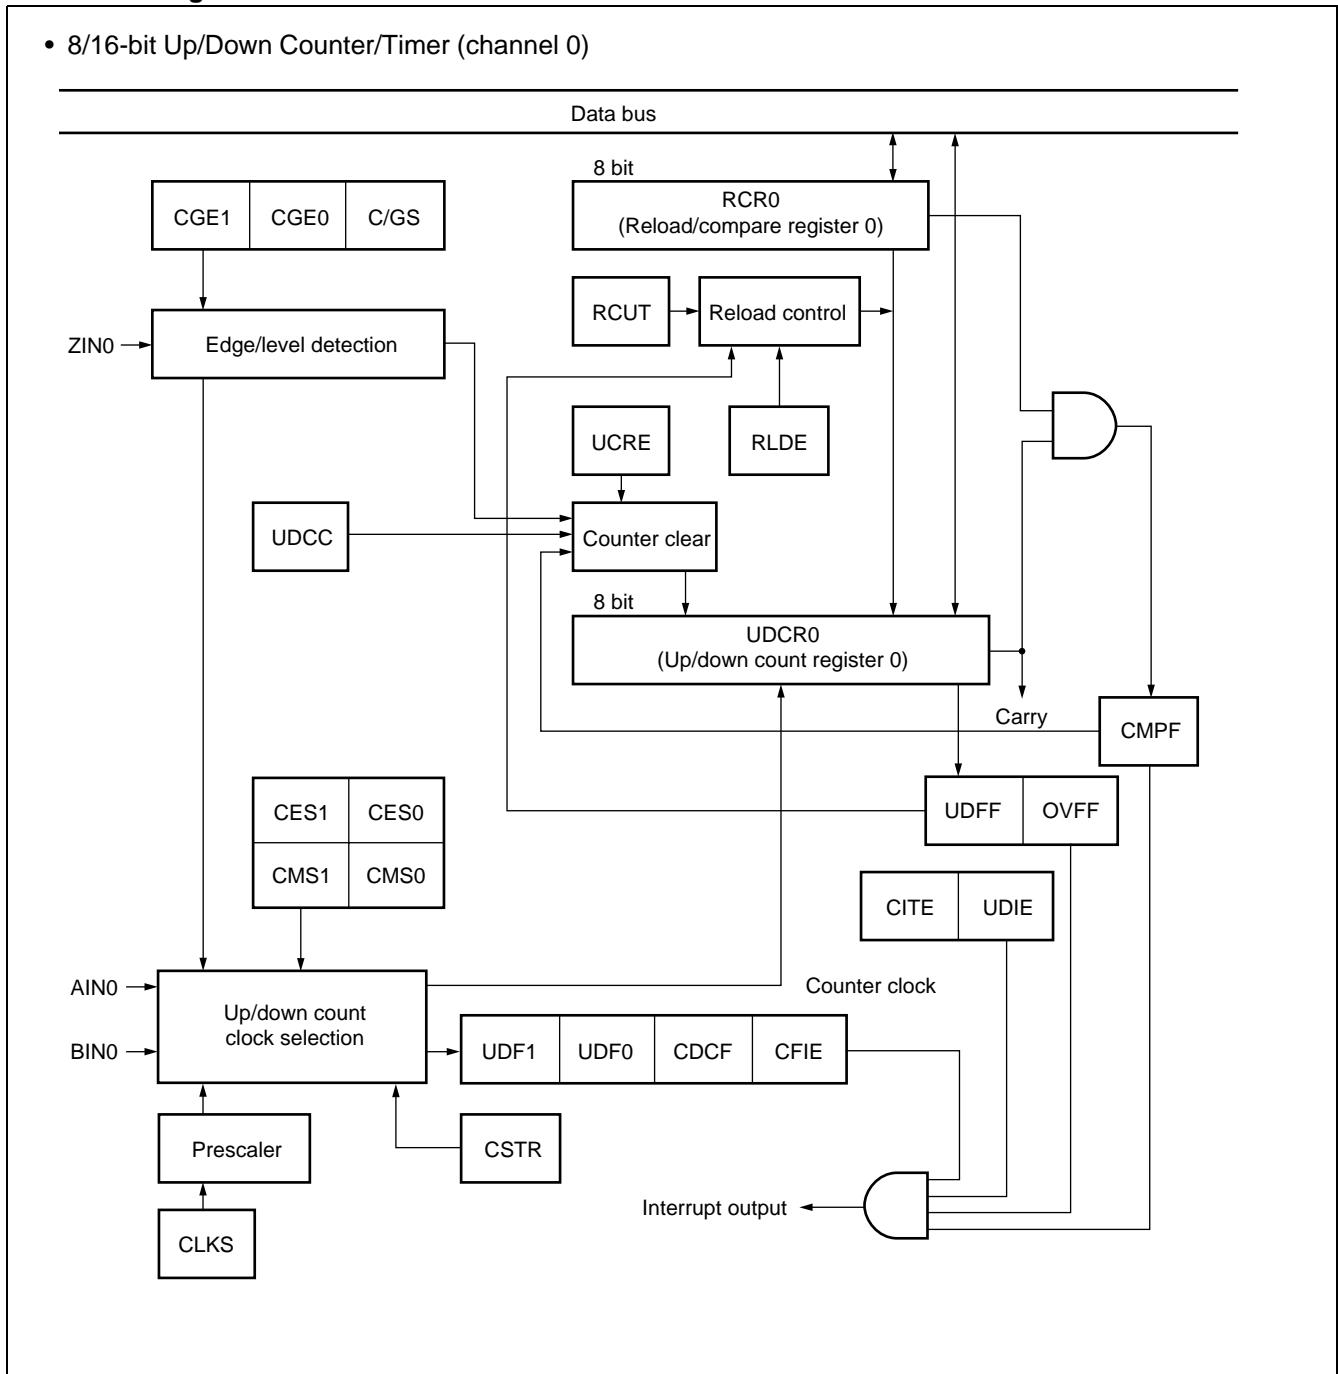 • 8/16-bit Up/Down Counter/Timer (channel 0)
Data bus
8 bit
RCR0
(Reload/compare register 0)
CGE1 CGE0 C/GS
RCUT
Reload control
ZIN0
Edge/level detection
UCRE
RLDE
UDCC
Counter clear
8 bit
UDCR0
(Up/down count register 0)
Carry
CMPF
CES1 CES0
CMS1 CMS0
UDFF OVFF
CITE UDIE
AIN0
BIN0
Up/down count
clock selection
Counter clock
UDF1 UDF0 CDCF CFIE
Prescaler
CSTR
Interrupt output
CLKS